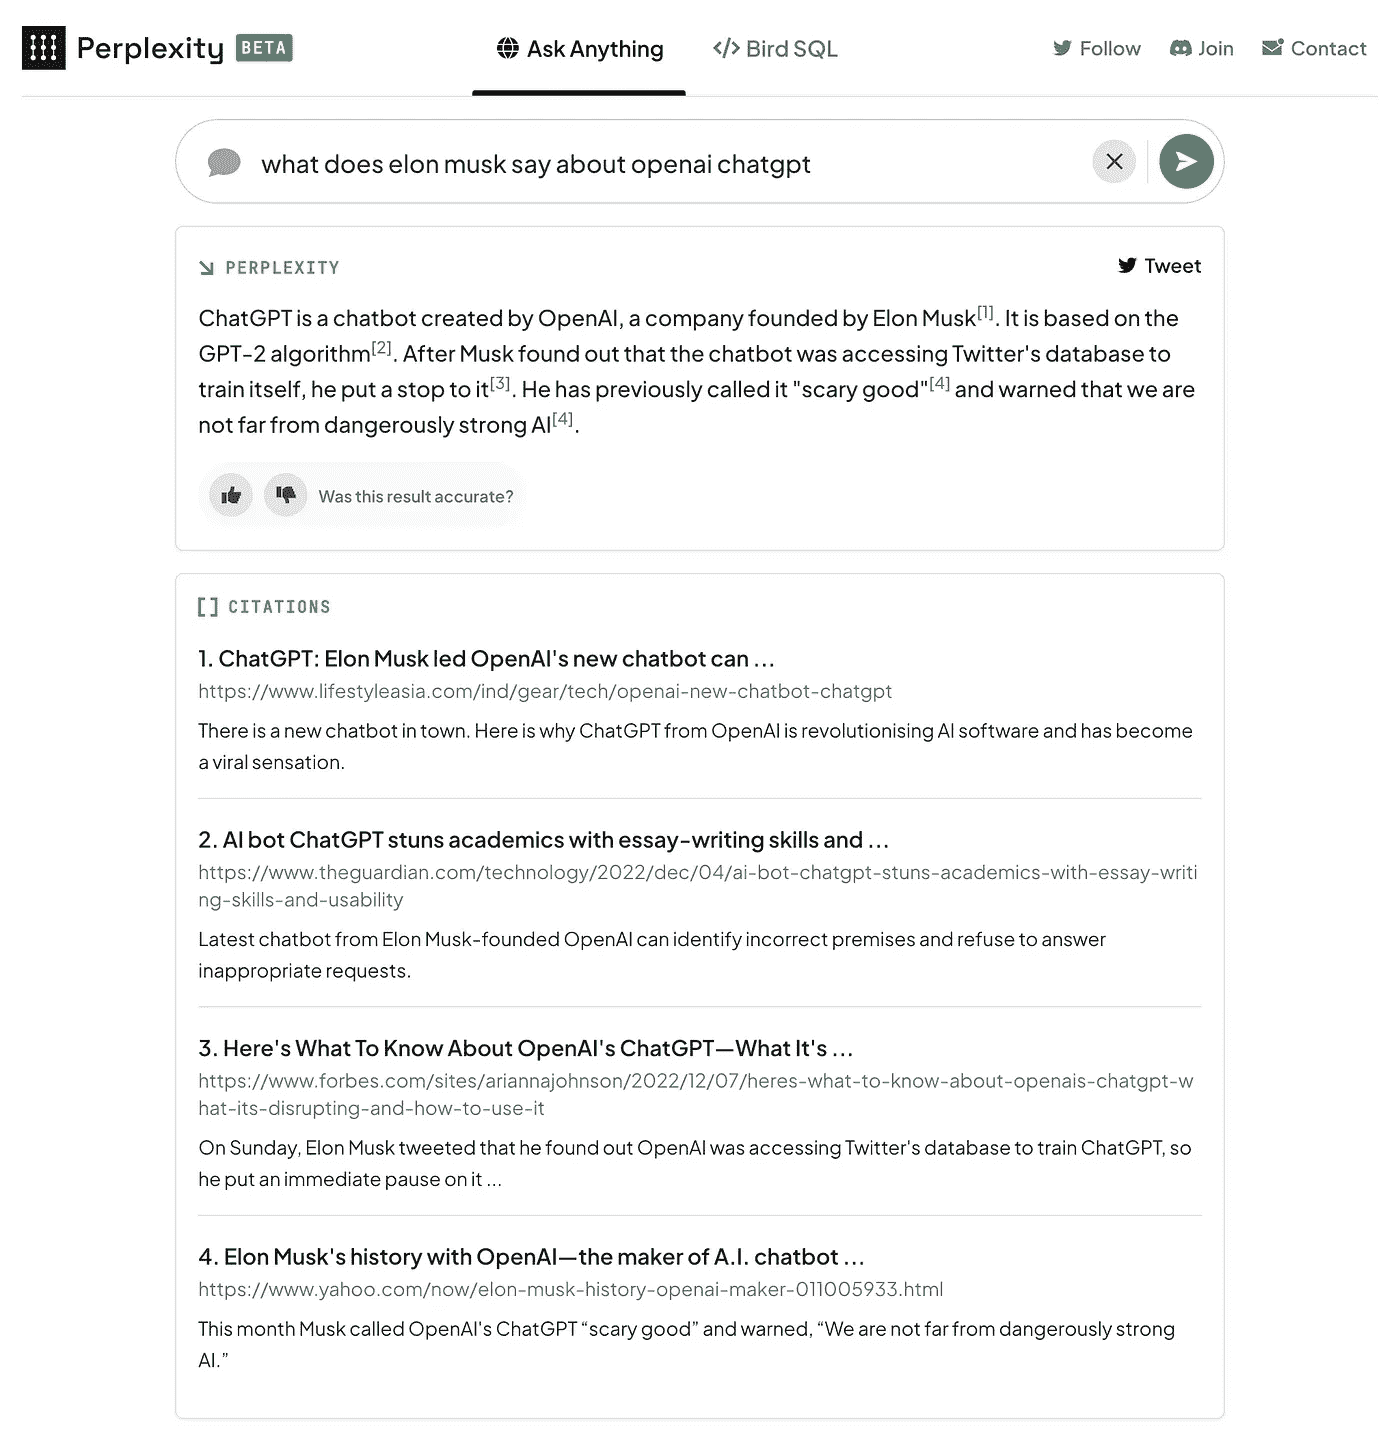 Perplexity BETA
Ask Anything
</> Bird SQL
Follow
Join
Contact
what does elon musk say about openai chatgpt
PERPLEXITY
Tweet
ChatGPT is a chatbot created by OpenAI, a company founded by Elon Musk[1]. It is based on the
GPT-2 algorithm[2]. After Musk found out that the chatbot was accessing Twitter's database to
train itself, he put a stop to it[3]. He has previously called it "scary good"[4] and warned that we are
not far from dangerously strong AI[4].
Was this result accurate?
[] CITATIONS
1. ChatGPT: Elon Musk led OpenAI's new chatbot can ...
https://www.lifestyleasia.com/ind/gear/tech/openai-new-chatbot-chatgpt
There is a new chatbot in town. Here is why ChatGPT from OpenAI is revolutionising AI software and has become
a viral sensation.
2. AI bot ChatGPT stuns academics with essay-writing skills and ...
https://www.theguardian.com/technology/2022/dec/04/ai-bot-chatgpt-stuns-academics-with-essay-writi
ng-skills-and-usability
Latest chatbot from Elon Musk-founded OpenAI can identify incorrect premises and refuse to answer
inappropriate requests.
3. Here's What To Know About OpenAI's ChatGPT—What It's ...
https://www.forbes.com/sites/ariannajohnson/2022/12/07/heres-what-to-know-about-openais-chatgpt-w
hat-its-disrupting-and-how-to-use-it
On Sunday, Elon Musk tweeted that he found out OpenAI was accessing Twitter's database to train ChatGPT, so
he put an immediate pause on it ...
4. Elon Musk's history with OpenAI—the maker of A.I. chatbot ...
https://www.yahoo.com/now/elon-musk-history-openai-maker-011005933.html
This month Musk called OpenAI's ChatGPT “scary good” and warned, “We are not far from dangerously strong
AI.”